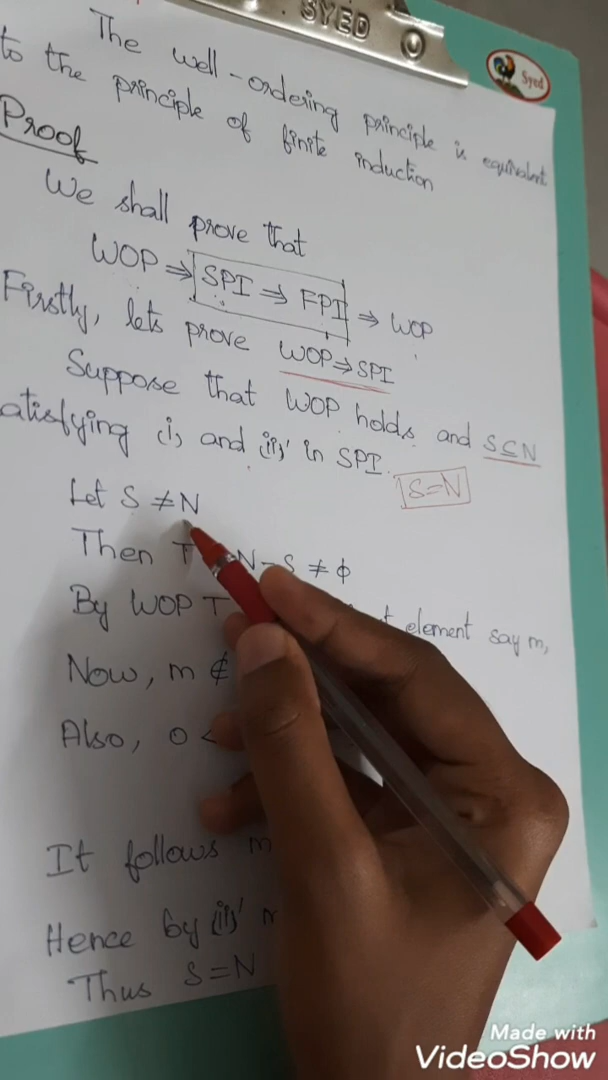 SYED
Syed
The well-ordering principle is equivalent
to the principle of finite induction
Proof
We shall prove that
WOP ⇒ SPI ⇒ FPI ⇒ WOP
Firstly, lets prove WOP ⇒ SPI
Suppose that WOP holds and S⊆N
atisfying (i) and (ii)' in SPI.
S=N
Let S ≠ N
Then T N-S ≠ ϕ
By WOP T element say m,
Now, m ∉
Also, 0 <
It follows m
Hence by (ii)' m
Thus S=N
Made with
VideoShow